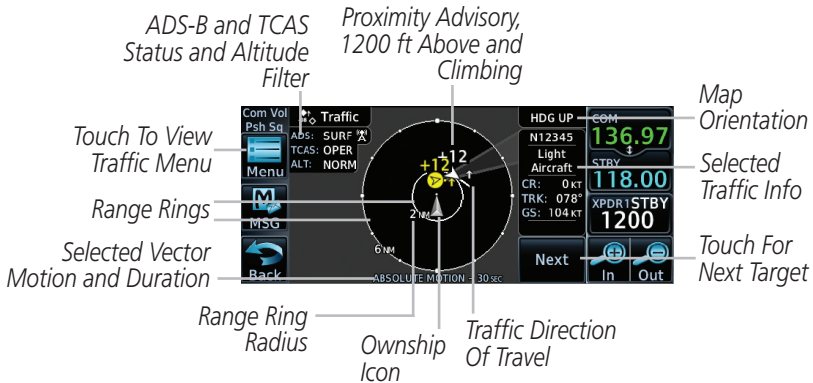 ADS-B and TCAS
Status and Altitude
Filter
Proximity Advisory,
1200 ft Above and
Climbing
Map
Orientation
Touch To View
Traffic Menu
Selected
Traffic Info
Range Rings
Selected Vector
Motion and Duration
Touch For
Next Target
Range Ring
Radius
Ownship
Icon
Traffic Direction
Of Travel
Com Vol
Psh Sq
Traffic
ADS: SURF
TCAS: OPER
ALT: NORM
Menu
MSG
Back
+12
+12
2 NM
6 NM
ABSOLUTE MOTION - 30 SEC
HDG UP
N12345
Light
Aircraft
CR: 0 KT
TRK: 078°
GS: 104 KT
Next
COM
136.97
STBY
118.00
XPDR1 STBY
1200
In
Out